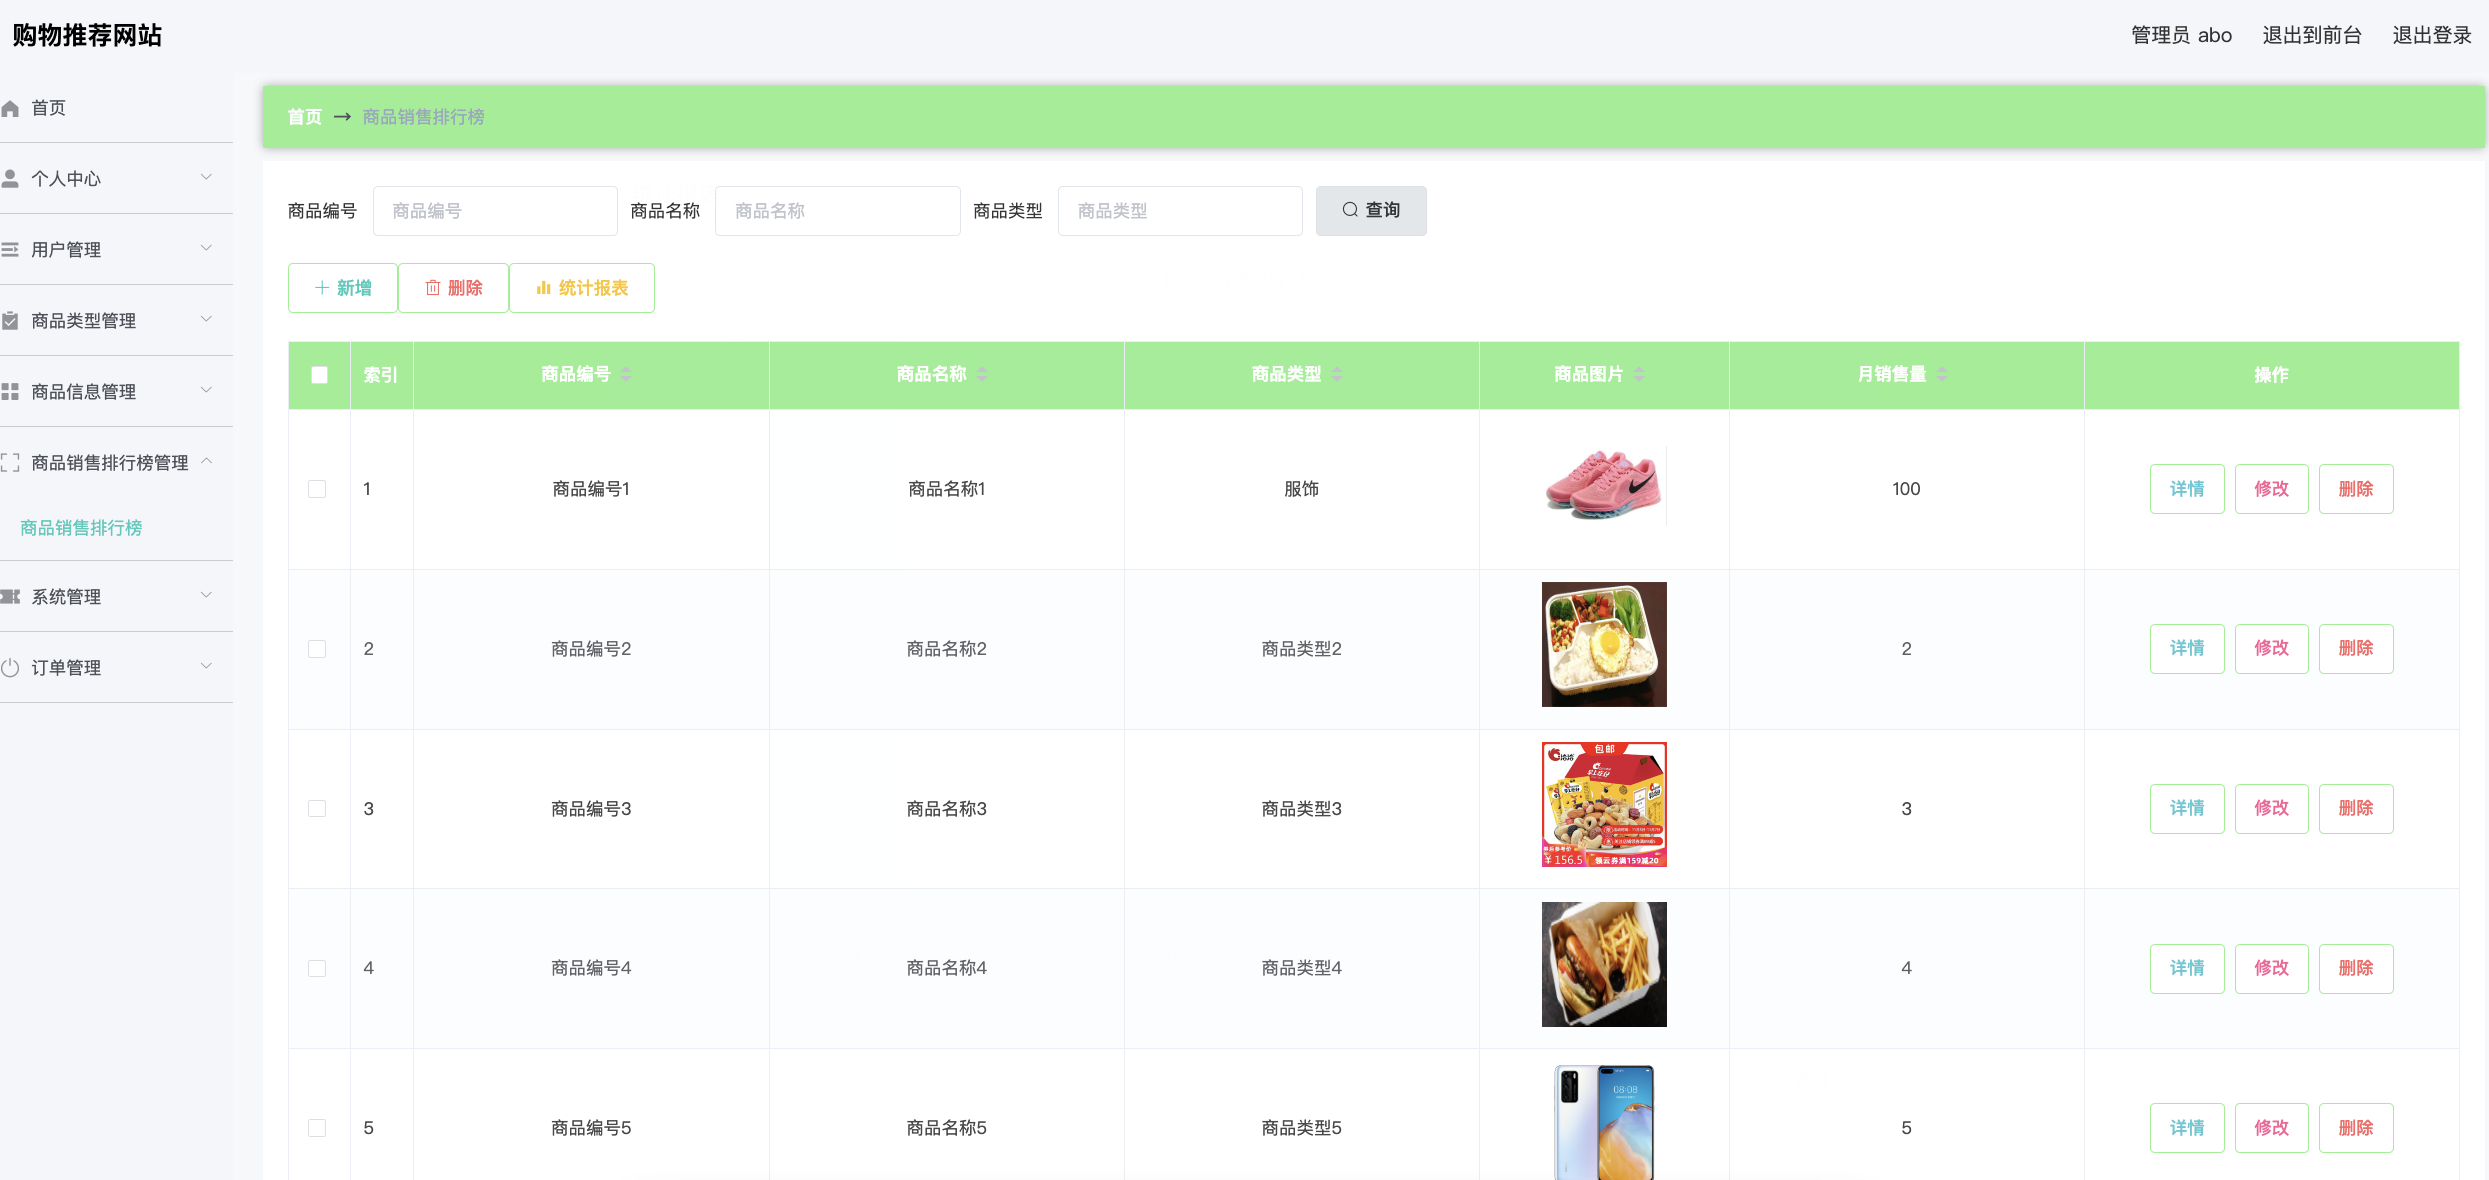 购物推荐网站
管理员 abo 退出到前台 退出登录
首页
个人中心
用户管理
商品类型管理
商品信息管理
商品销售排行榜管理
商品销售排行榜
系统管理
订单管理
首页 → 商品销售排行榜
商品编号 商品编号 商品名称 商品名称 商品类型 商品类型 查询
新增 删除 统计报表
索引 商品编号 商品名称 商品类型 商品图片 月销售量 操作
1 商品编号1 商品名称1 服饰 100 详情 修改 删除
2 商品编号2 商品名称2 商品类型2 2 详情 修改 删除
3 商品编号3 商品名称3 商品类型3 3 详情 修改 删除
包邮
¥156.5 领云券满159减20
4 商品编号4 商品名称4 商品类型4 4 详情 修改 删除
5 商品编号5 商品名称5 商品类型5 5 详情 修改 删除
08:08